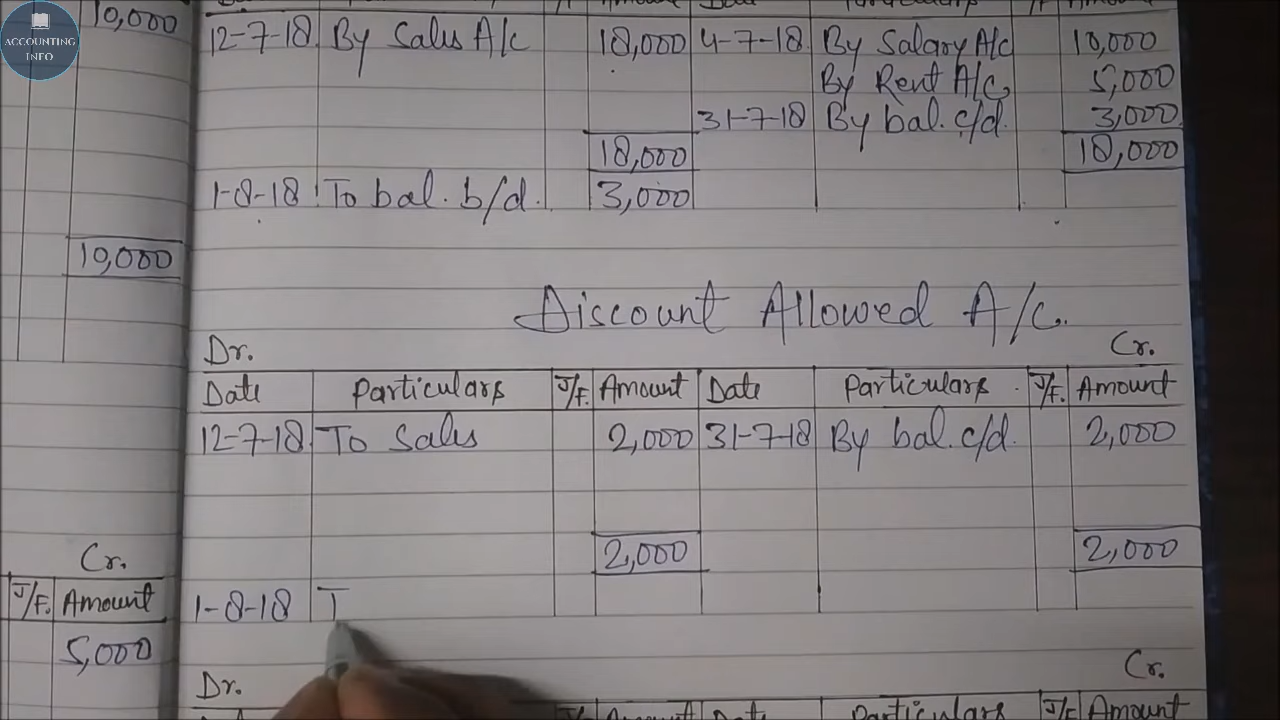 ACCOUNTING
INFO
10,000
12-7-18 By Sales A/c 18,000 4-7-18 By Salary A/c 10,000
By Rent A/c 5,000
31-7-18 By bal. c/d. 3,000
18,000 18,000
1-8-18 To bal. b/d. 3,000
10,000
Discount Allowed A/c.
Dr. Cr.
Date Particulars J/F. Amount Date Particulars J/F. Amount
12-7-18 To Sales 2,000 31-7-18 By bal. c/d. 2,000
2,000 2,000
Cr.
J/F. Amount
1-8-18 T
5,000
Dr. Cr.
J/F Amount Date Particulars J/F Amount